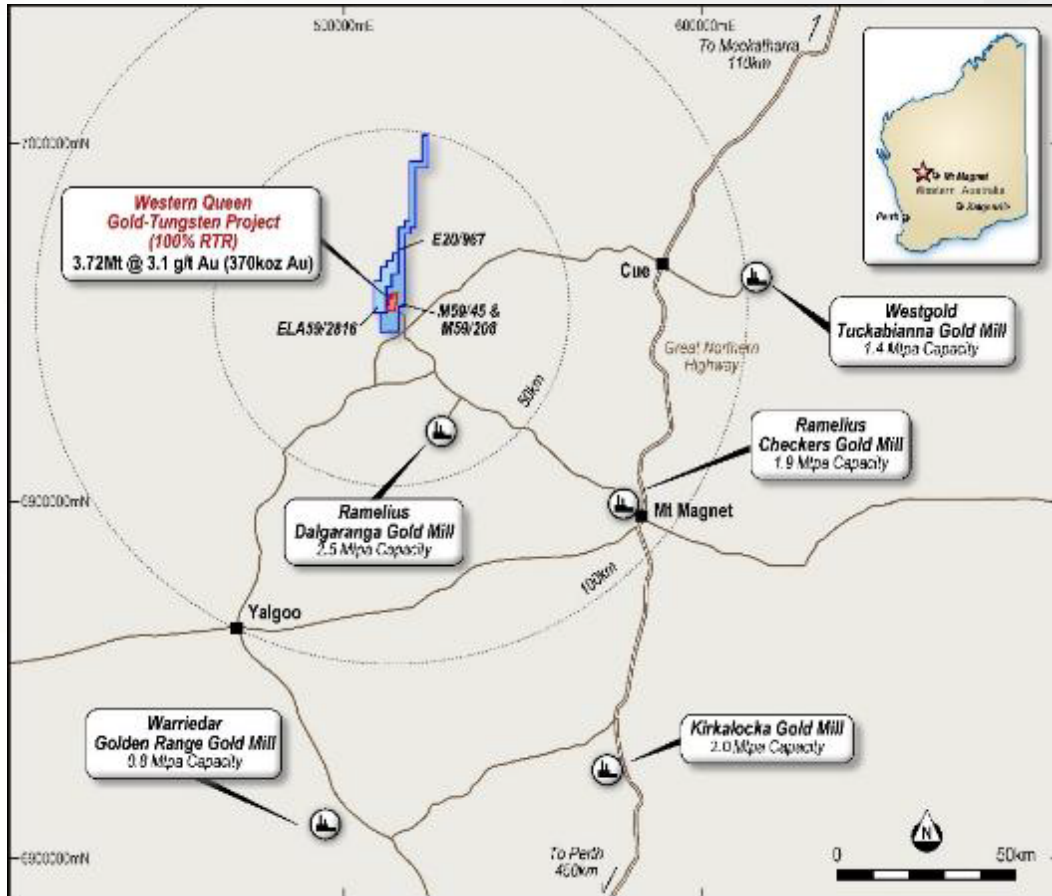 500000mE
600000mE
To Meekatharra
110km
7000000mN
Mt Magnet
Western Australia
Perth
Kalgoorlie
Western Queen
Gold-Tungsten Project
(100% RTR)
3.72Mt @ 3.1 g/t Au (370koz Au)
E20/967
Cue
ELA59/2816
M59/45 &
M59/208
Westgold
Tuckabianna Gold Mill
1.4 Mtpa Capacity
Great Northern
Highway
50km
Ramelius
Checkers Gold Mill
1.9 Mtpa Capacity
6900000mN
Ramelius
Dalgaranga Gold Mill
2.5 Mtpa Capacity
Mt Magnet
100km
Yalgoo
Warriedar
Golden Range Gold Mill
0.8 Mtpa Capacity
Kirkalocka Gold Mill
2.0 Mtpa Capacity
To Perth
N
0
50km